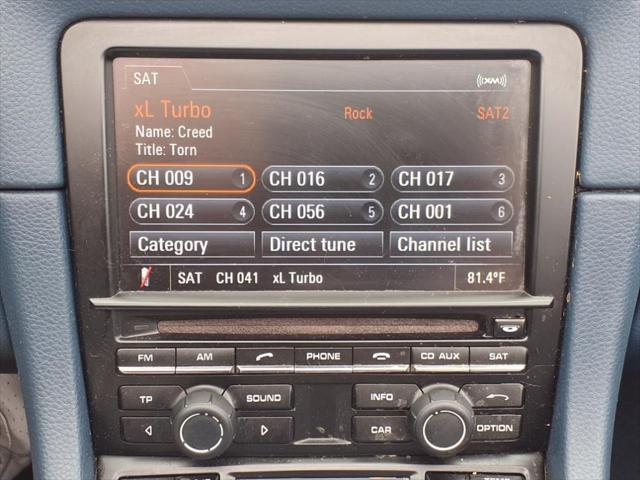 SAT
((XM))
xL Turbo Rock SAT2
Name: Creed
Title: Torn
CH 009 1 CH 016 2 CH 017 3
CH 024 4 CH 056 5 CH 001 6
Category Direct tune Channel list
SAT CH 041 xL Turbo 81.4°F
FM AM PHONE CD AUX SAT
TP SOUND INFO
CAR OPTION